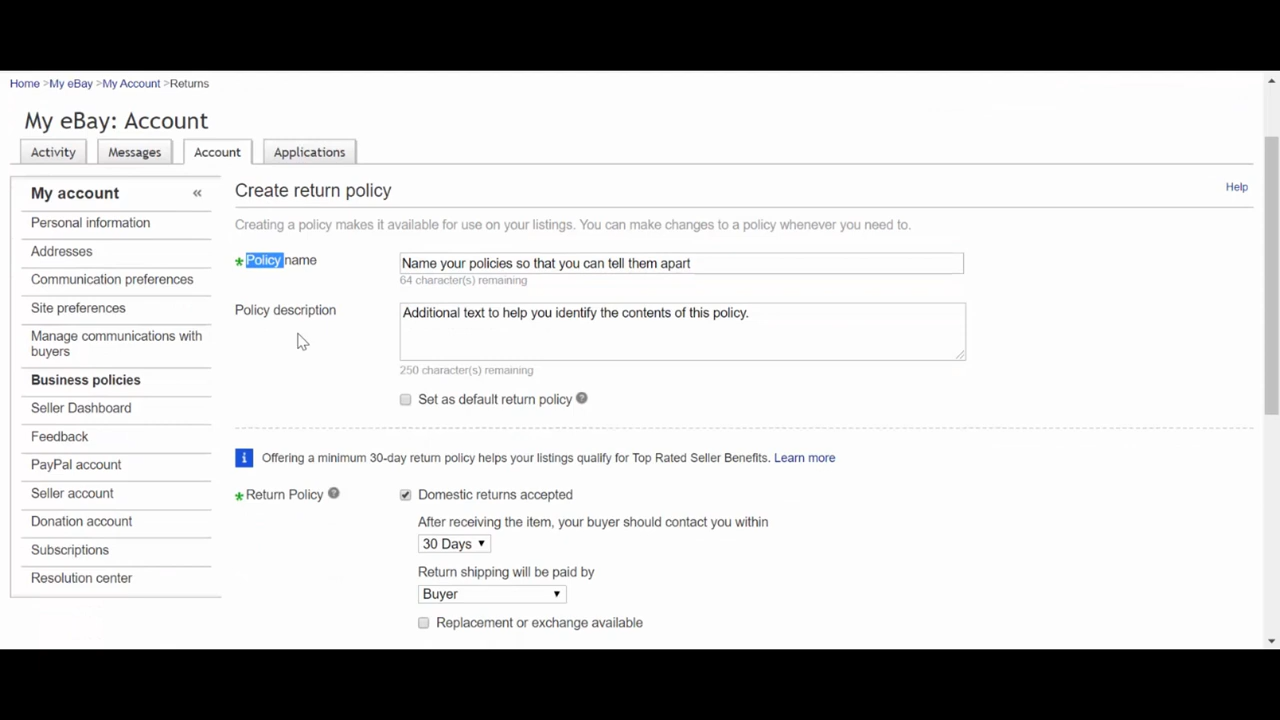 Home >My eBay >My Account >Returns
My eBay: Account
Activity
Messages
Account
Applications
My account «
Personal information
Addresses
Communication preferences
Site preferences
Manage communications with
buyers
Business policies
Seller Dashboard
Feedback
PayPal account
Seller account
Donation account
Subscriptions
Resolution center
Create return policy
Help
Creating a policy makes it available for use on your listings. You can make changes to a policy whenever you need to.
* Policy name
Name your policies so that you can tell them apart
64 character(s) remaining
Policy description
Additional text to help you identify the contents of this policy.
250 character(s) remaining
Set as default return policy ?
i Offering a minimum 30-day return policy helps your listings qualify for Top Rated Seller Benefits. Learn more
* Return Policy ?
Domestic returns accepted
After receiving the item, your buyer should contact you within
30 Days
Return shipping will be paid by
Buyer
Replacement or exchange available